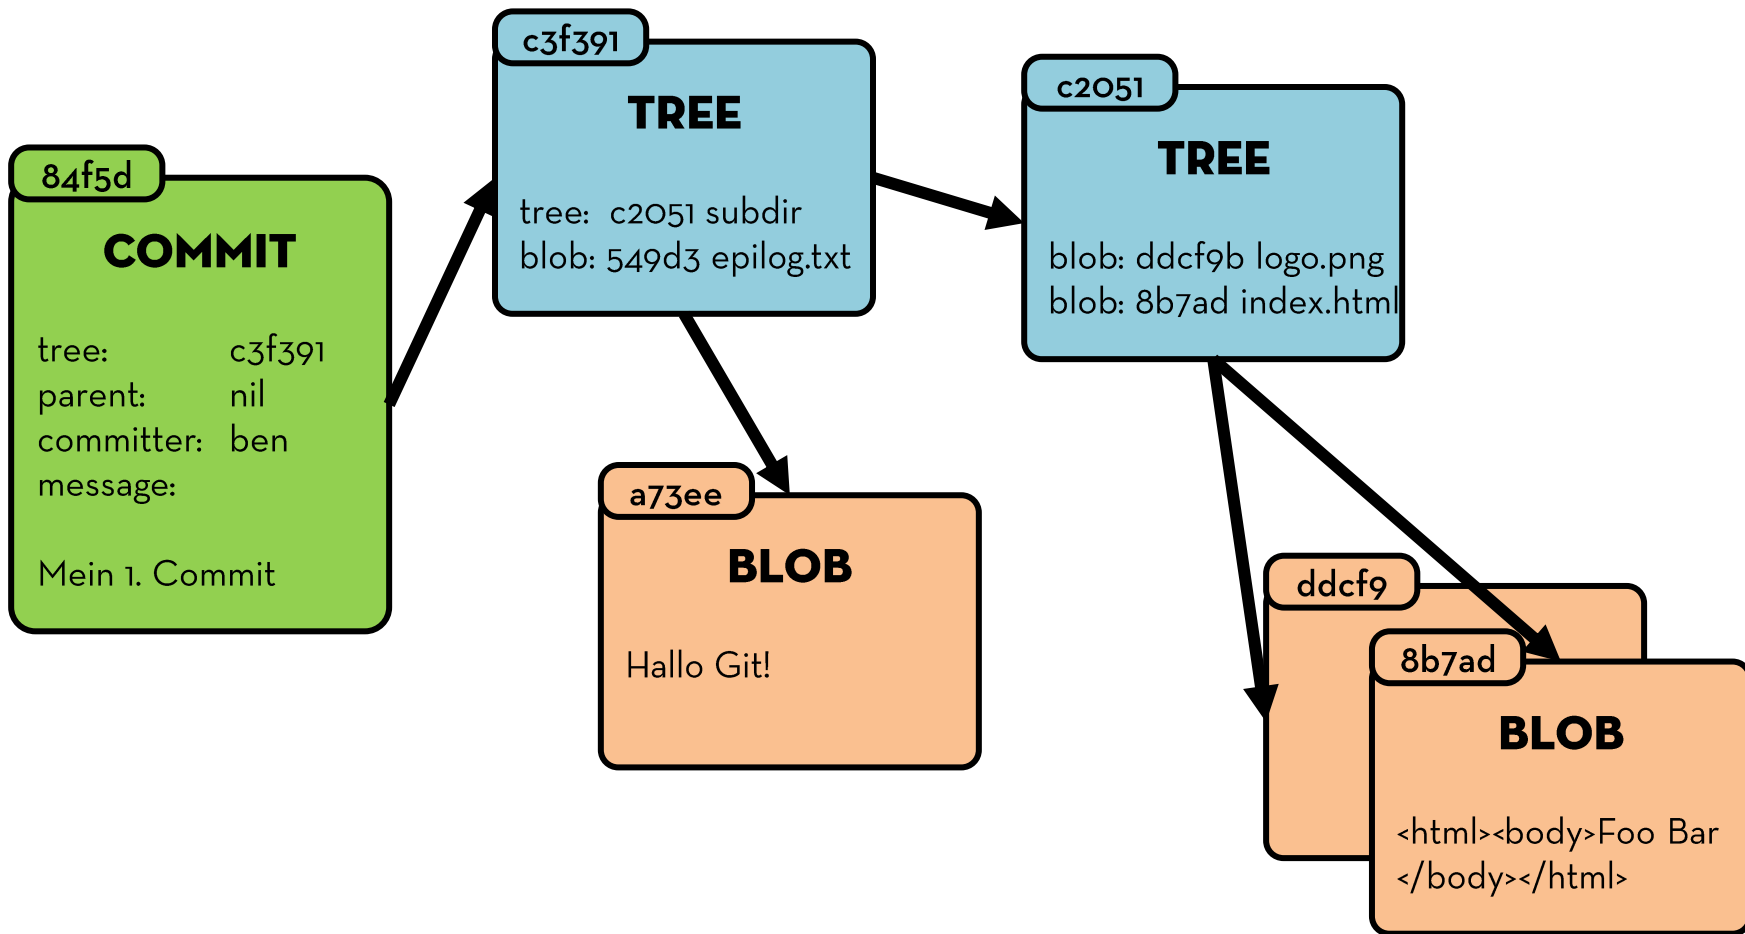 84f5d
COMMIT
tree: c3f391
parent: nil
committer: ben
message:
Mein 1. Commit
c3f391
TREE
tree: c2051 subdir
blob: 549d3 epilog.txt
c2051
TREE
blob: ddcf9b logo.png
blob: 8b7ad index.html
a73ee
BLOB
Hallo Git!
ddcf9
8b7ad
BLOB
<html><body>Foo Bar
</body></html>